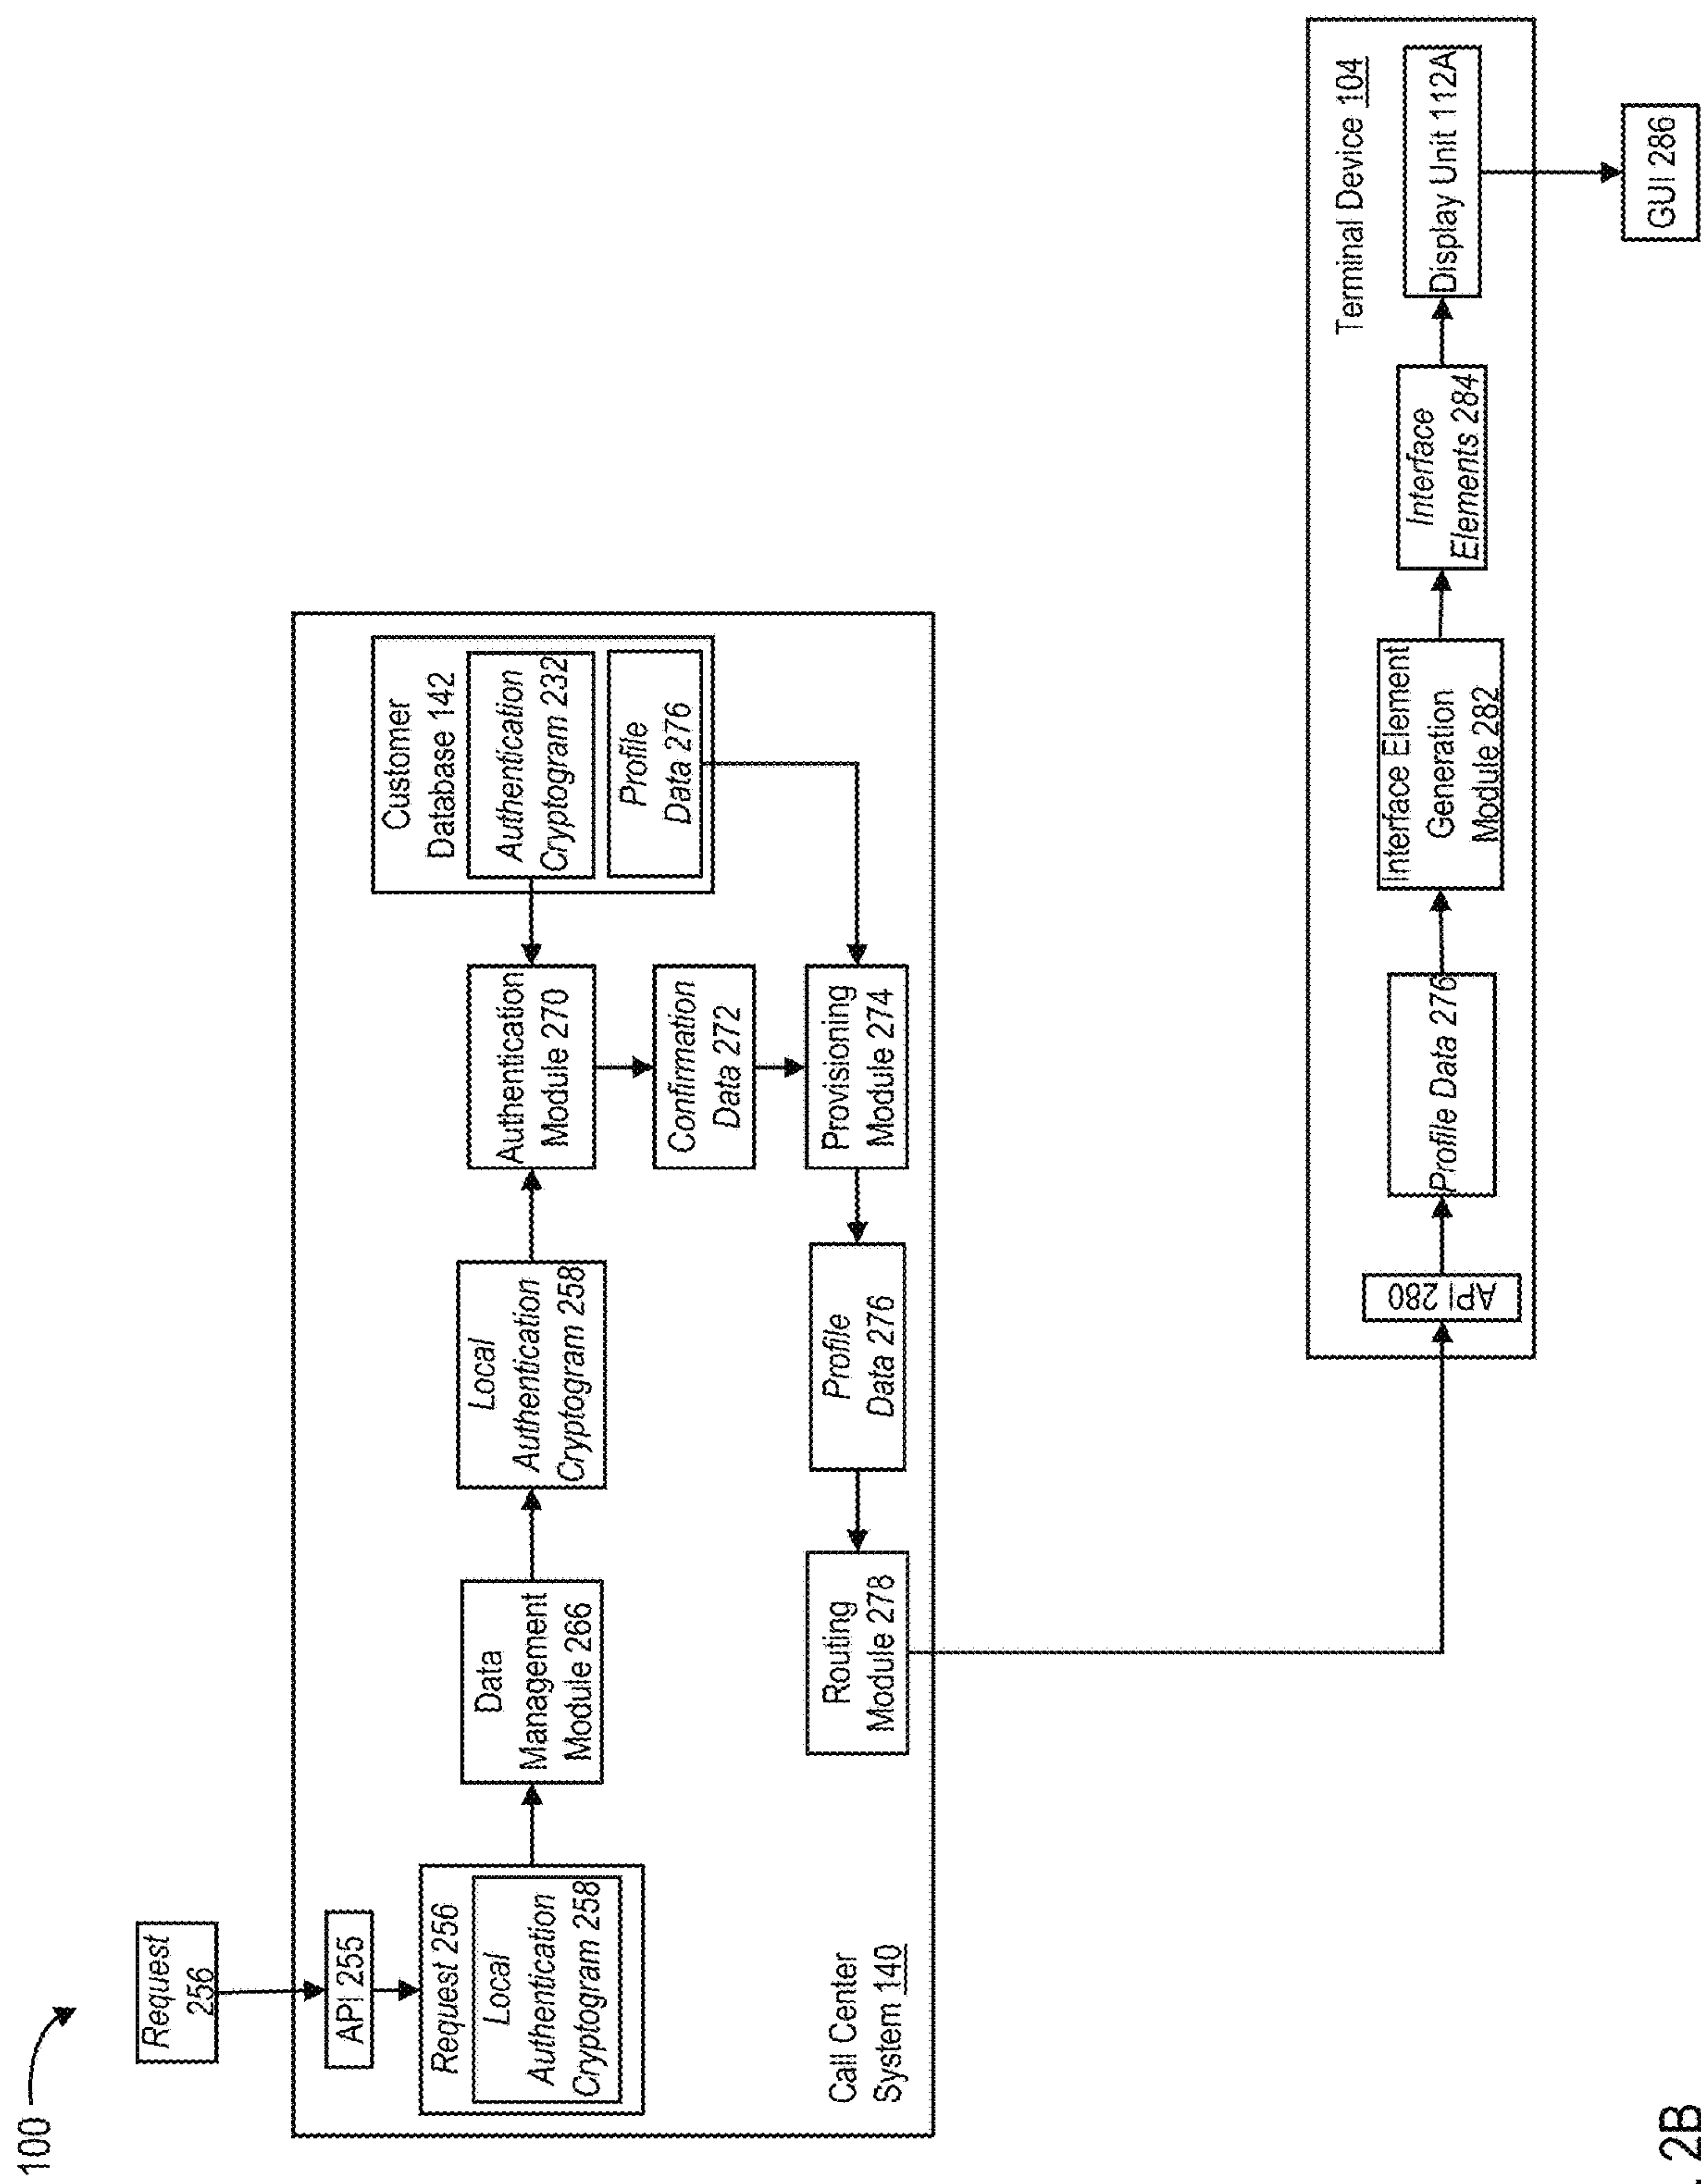 100
Request
256
API 255
Request 256
Local
Authentication
Cryptogram 258
Data
Management
Module 266
Local
Authentication
Cryptogram 258
Authentication
Module 270
Customer
Database 142
Authentication
Cryptogram 232
Profile
Data 276
Confirmation
Data 272
Provisioning
Module 274
Profile
Data 276
Routing
Module 278
Call Center
System 140
Terminal Device 104
API 280
Profile Data 276
Interface Element
Generation
Module 282
Interface
Elements 284
Display Unit 112A
GUI 286
2B